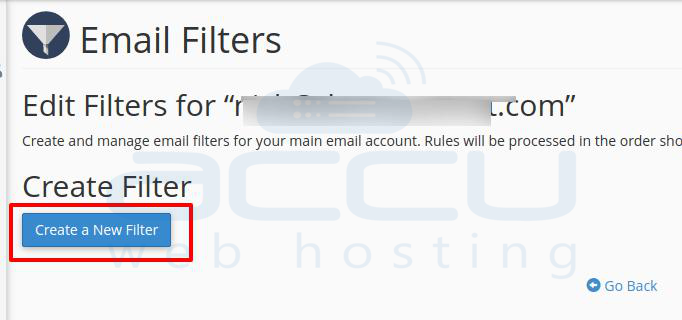 Email Filters
Edit Filters for “ .com”
Create and manage email filters for your main email account. Rules will be processed in the order sho
Create Filter
Create a New Filter
accu
web hosting
Go Back